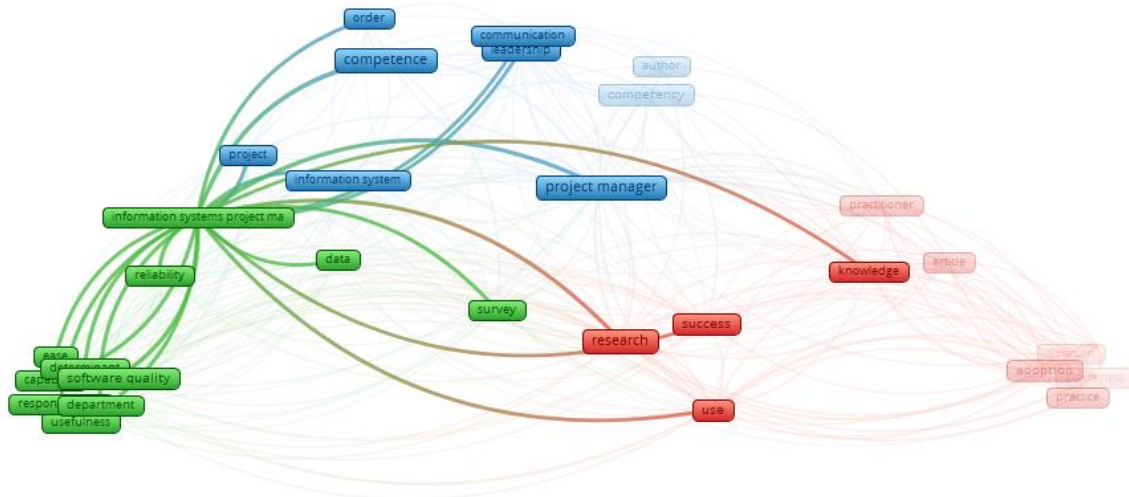 order
communication
leadership
competence
author
competency
project
information system
project manager
information systems project ma
practitioner
data
reliability
knowledge
article
survey
success
research
ease
determinant
software quality
adoption
practice
department
usefulness
use